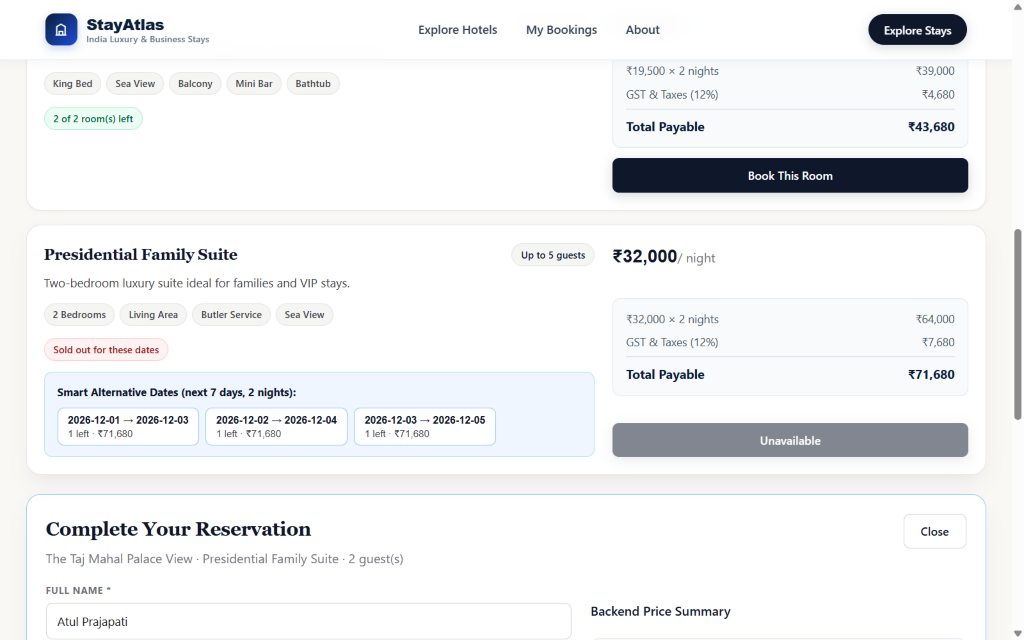 StayAtlas
India Luxury & Business Stays
Explore Hotels
My Bookings
About
Explore Stays
King Bed
Sea View
Balcony
Mini Bar
Bathtub
2 of 2 room(s) left
₹19,500 × 2 nights ₹39,000
GST & Taxes (12%) ₹4,680
Total Payable ₹43,680
Book This Room
Presidential Family Suite
Up to 5 guests
Two-bedroom luxury suite ideal for families and VIP stays.
2 Bedrooms
Living Area
Butler Service
Sea View
Sold out for these dates
Smart Alternative Dates (next 7 days, 2 nights):
2026-12-01 → 2026-12-03
1 left · ₹71,680
2026-12-02 → 2026-12-04
1 left · ₹71,680
2026-12-03 → 2026-12-05
1 left · ₹71,680
₹32,000/ night
₹32,000 × 2 nights ₹64,000
GST & Taxes (12%) ₹7,680
Total Payable ₹71,680
Unavailable
Complete Your Reservation
Close
The Taj Mahal Palace View · Presidential Family Suite · 2 guest(s)
FULL NAME *
Atul Prajapati
Backend Price Summary